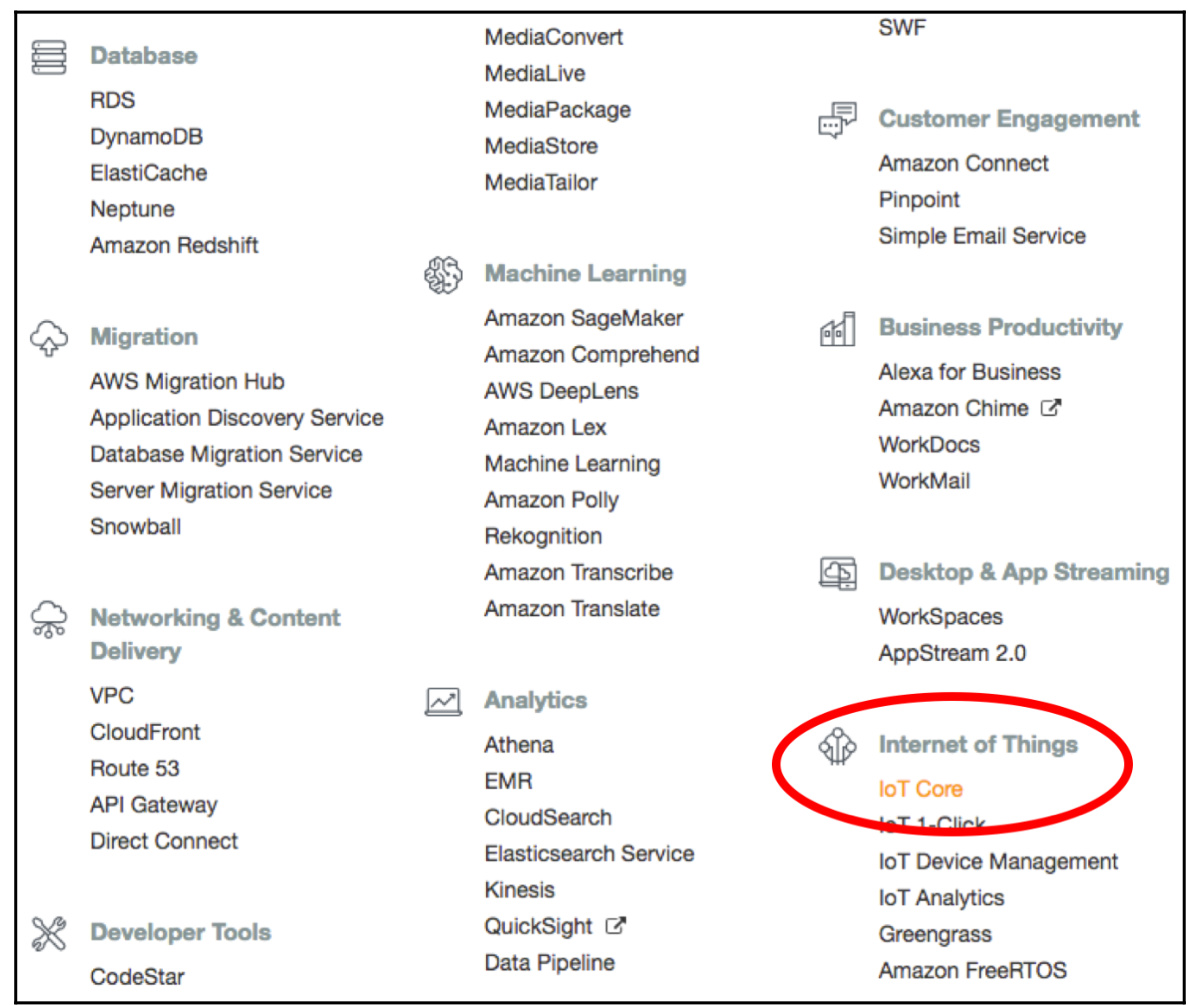 Database
RDS
DynamoDB
ElastiCache
Neptune
Amazon Redshift
Migration
AWS Migration Hub
Application Discovery Service
Database Migration Service
Server Migration Service
Snowball
Networking & Content
Delivery
VPC
CloudFront
Route 53
API Gateway
Direct Connect
Developer Tools
CodeStar
MediaConvert
MediaLive
MediaPackage
MediaStore
MediaTailor
Machine Learning
Amazon SageMaker
Amazon Comprehend
AWS DeepLens
Amazon Lex
Machine Learning
Amazon Polly
Rekognition
Amazon Transcribe
Amazon Translate
Analytics
Athena
EMR
CloudSearch
Elasticsearch Service
Kinesis
QuickSight
Data Pipeline
SWF
Customer Engagement
Amazon Connect
Pinpoint
Simple Email Service
Business Productivity
Alexa for Business
Amazon Chime
WorkDocs
WorkMail
Desktop & App Streaming
WorkSpaces
AppStream 2.0
Internet of Things
IoT Core
IoT 1-Click
IoT Device Management
IoT Analytics
Greengrass
Amazon FreeRTOS